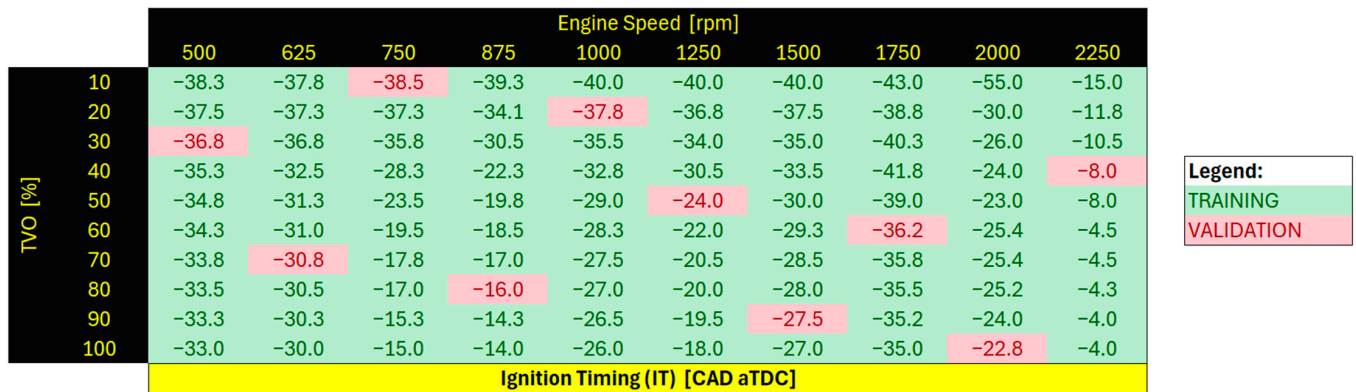 Engine Speed [rpm]
500 625 750 875 1000 1250 1500 1750 2000 2250
TVO [%]
10 −38.3 −37.8 −38.5 −39.3 −40.0 −40.0 −40.0 −43.0 −55.0 −15.0
20 −37.5 −37.3 −37.3 −34.1 −37.8 −36.8 −37.5 −38.8 −30.0 −11.8
30 −36.8 −36.8 −35.8 −30.5 −35.5 −34.0 −35.0 −40.3 −26.0 −10.5
40 −35.3 −32.5 −28.3 −22.3 −32.8 −30.5 −33.5 −41.8 −24.0 −8.0
50 −34.8 −31.3 −23.5 −19.8 −29.0 −24.0 −30.0 −39.0 −23.0 −8.0
60 −34.3 −31.0 −19.5 −18.5 −28.3 −22.0 −29.3 −36.2 −25.4 −4.5
70 −33.8 −30.8 −17.8 −17.0 −27.5 −20.5 −28.5 −35.8 −25.4 −4.5
80 −33.5 −30.5 −17.0 −16.0 −27.0 −20.0 −28.0 −35.5 −25.2 −4.3
90 −33.3 −30.3 −15.3 −14.3 −26.5 −19.5 −27.5 −35.2 −24.0 −4.0
100 −33.0 −30.0 −15.0 −14.0 −26.0 −18.0 −27.0 −35.0 −22.8 −4.0
Ignition Timing (IT) [CAD aTDC]
Legend:
TRAINING
VALIDATION